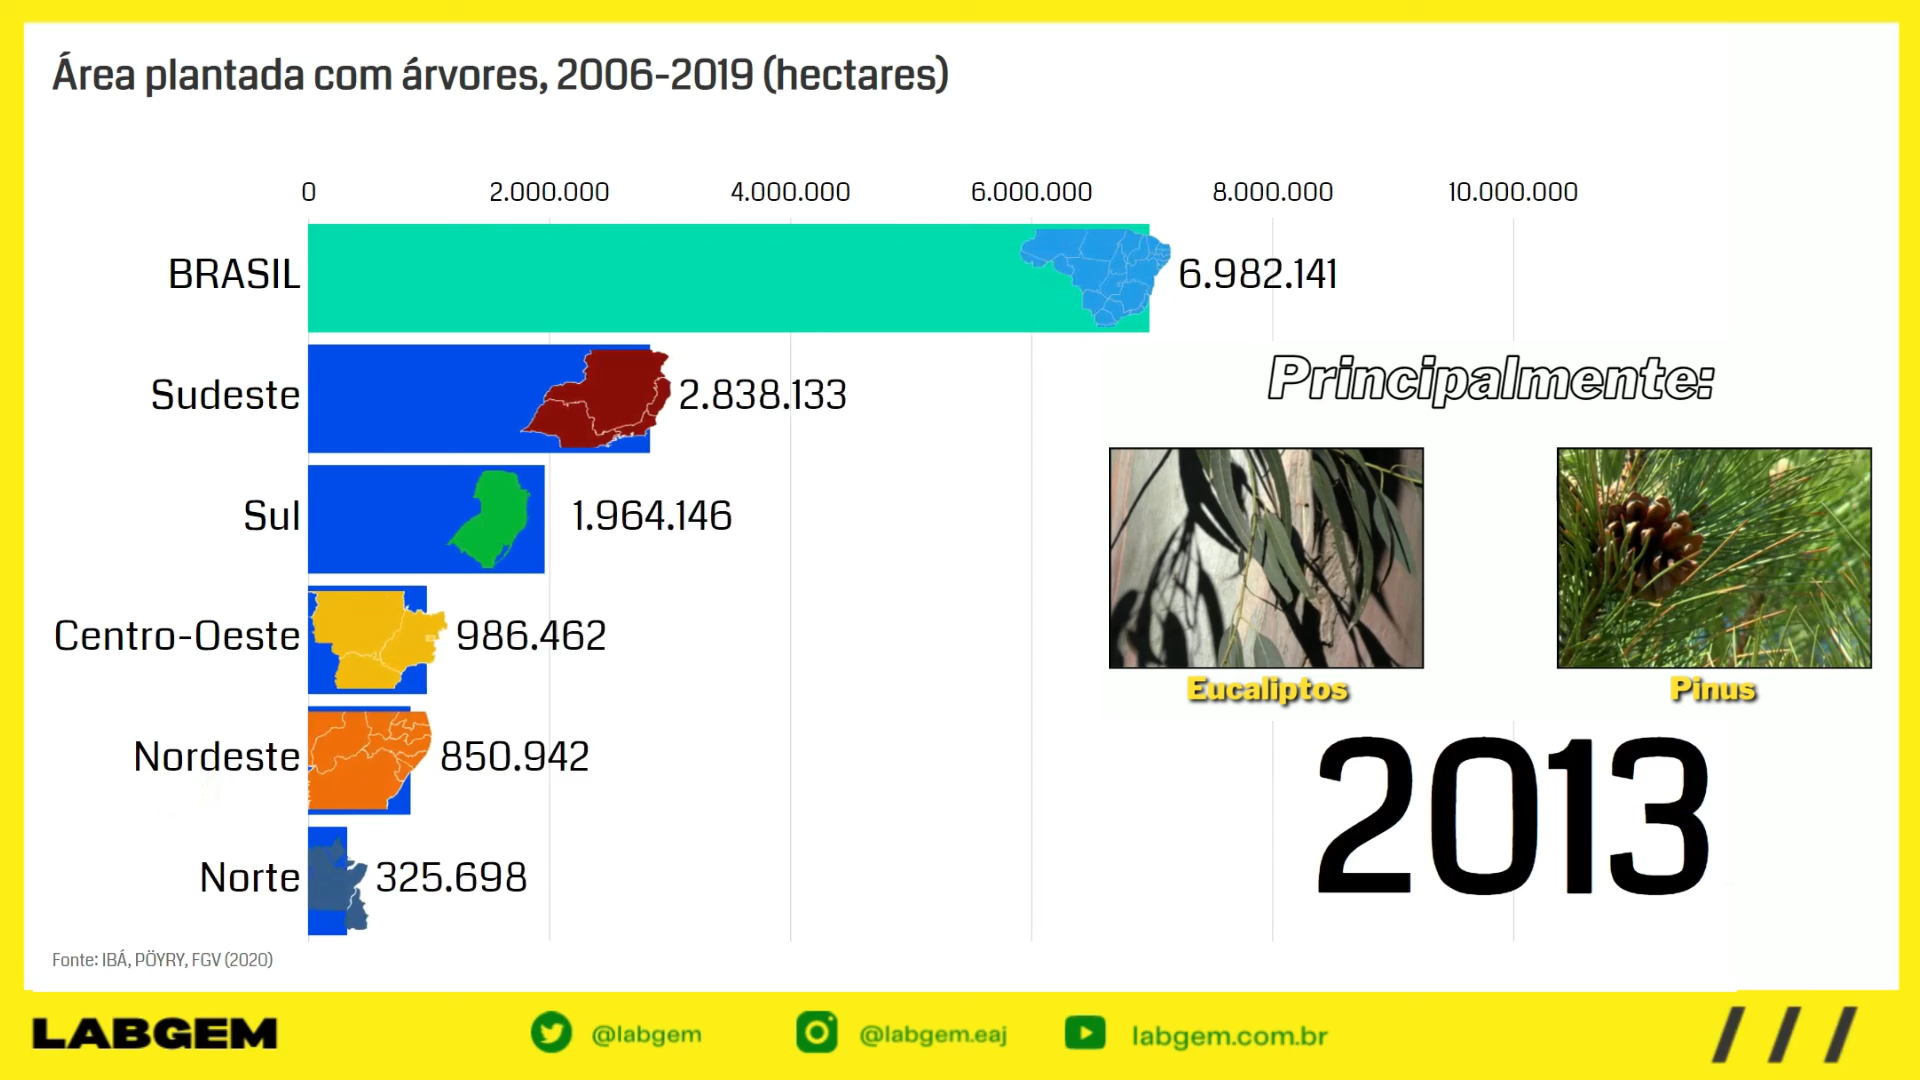 Área plantada com árvores, 2006-2019 (hectares)
0 2.000.000 4.000.000 6.000.000 8.000.000 10.000.000
BRASIL 6.982.141
Sudeste 2.838.133
Principalmente:
Sul 1.964.146
Centro-Oeste 986.462
Eucaliptos Pinus
Nordeste 850.942
2013
Norte 325.698
Fonte: IBÁ, PÖYRY, FGV (2020)
LABGEM @labgem @labgem.eaj labgem.com.br ///